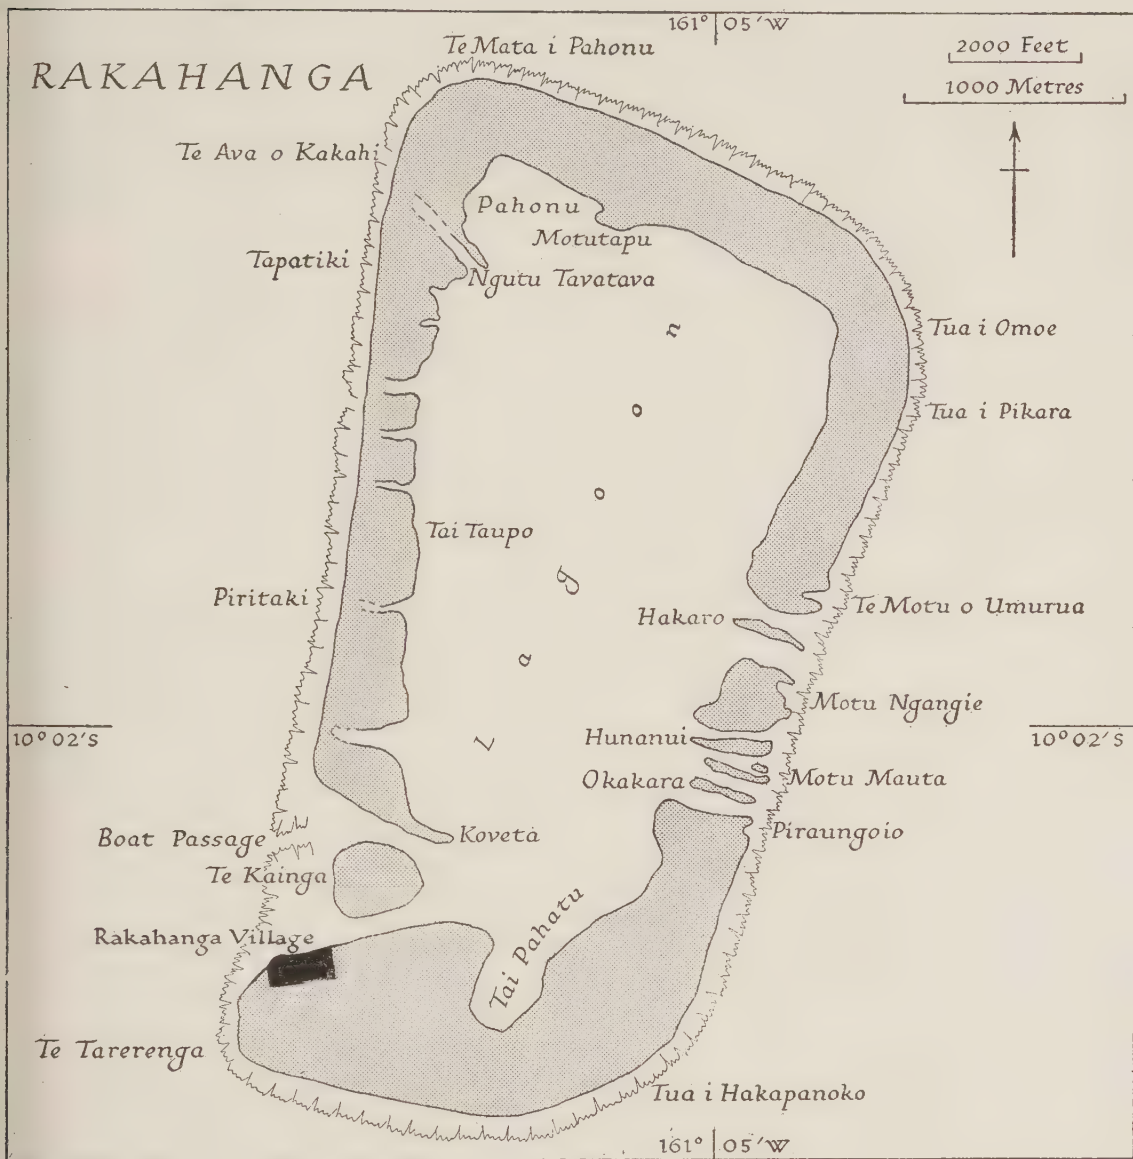 161° 05′ W
Te Mata i Pahonu
2000 Feet
RAKAHANGA
1000 Metres
Te Ava o Kakahi
Pahonu
Motutapu
Tapatiki
Ngutu Tavatava
Tua i Omoe
Tua i Pikara
Lagoon
Tai Taupo
Piritaki
Hakaro
Te Motu o Umurua
Motu Ngangie
10° 02′ S
Hunanui
10° 02′ S
Okakara
Motu Mauta
Boat Passage
Koveta
Piraungoio
Te Kainga
Rakahanga Village
Tai Pahatu
Te Tarerenga
Tua i Hakapanoko
161° 05′ W